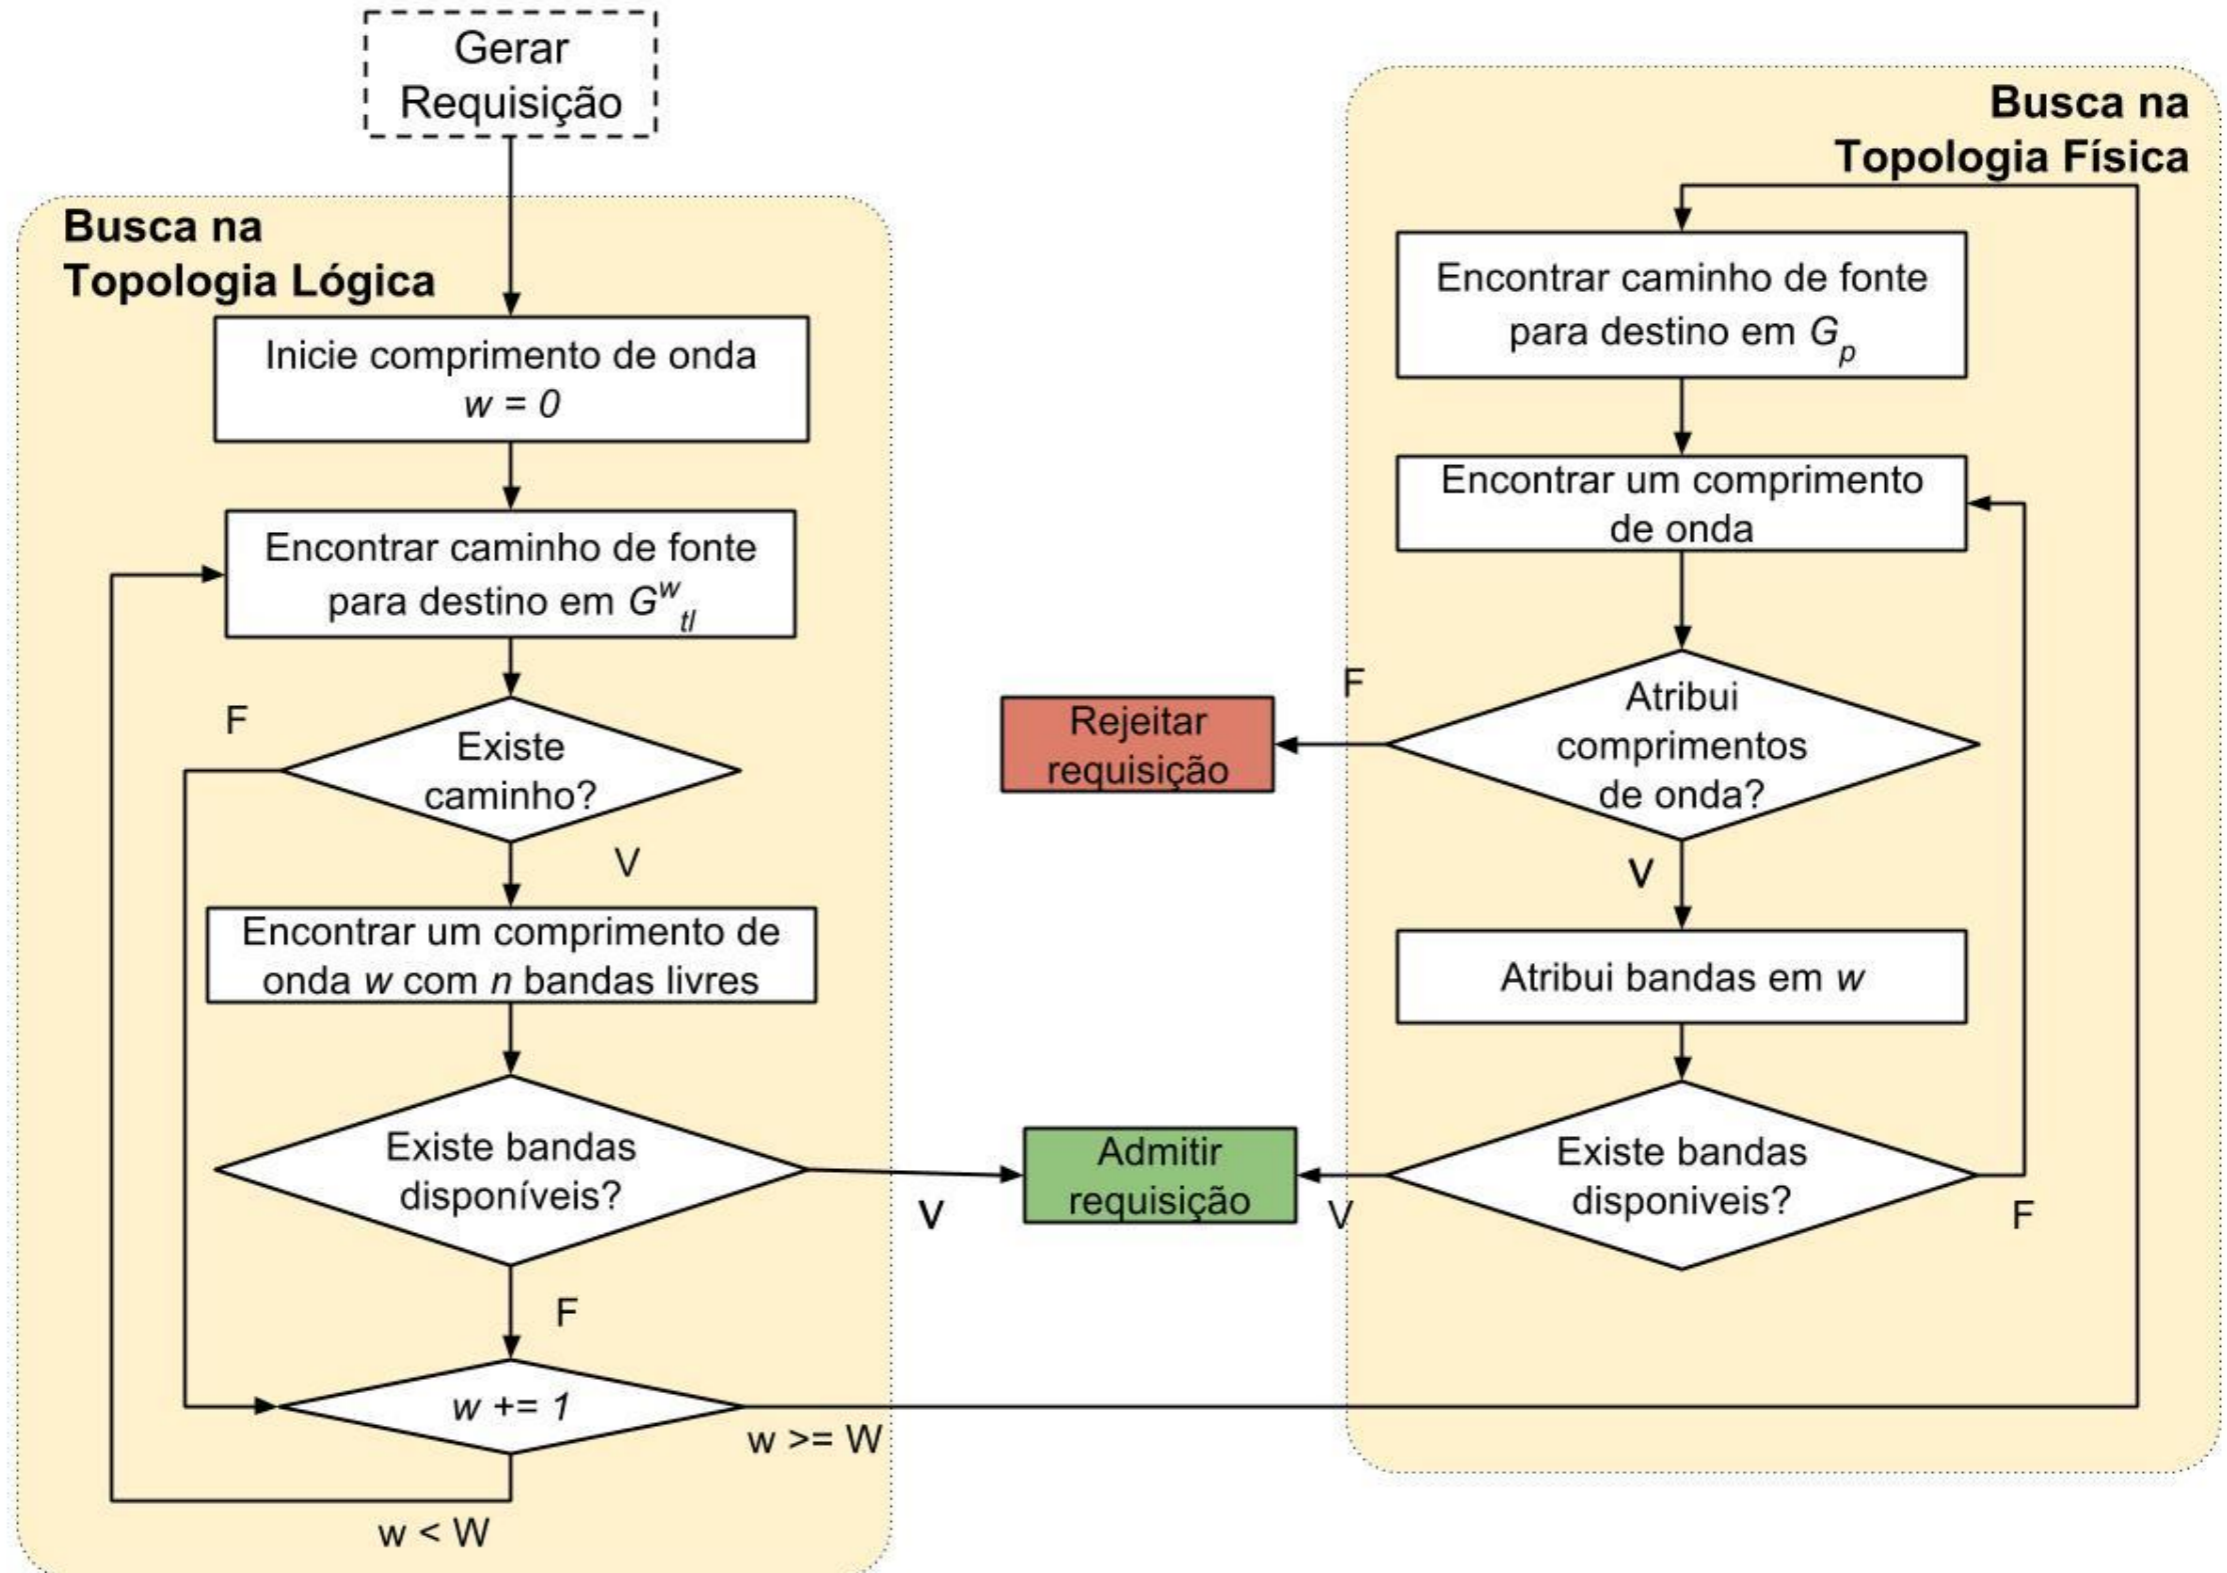 Gerar
Requisição
Busca na
Topologia Lógica
Inicie comprimento de onda
w = 0
Encontrar caminho de fonte
para destino em G^w_tl
F
Existe
caminho?
V
Encontrar um comprimento de
onda w com n bandas livres
Existe bandas
disponíveis?
V
F
w += 1
w >= W
w < W
Rejeitar
requisição
Admitir
requisição
Busca na
Topologia Física
Encontrar caminho de fonte
para destino em G_p
Encontrar um comprimento
de onda
F
Atribui
comprimentos
de onda?
V
Atribui bandas em w
Existe bandas
disponiveis?
V
F